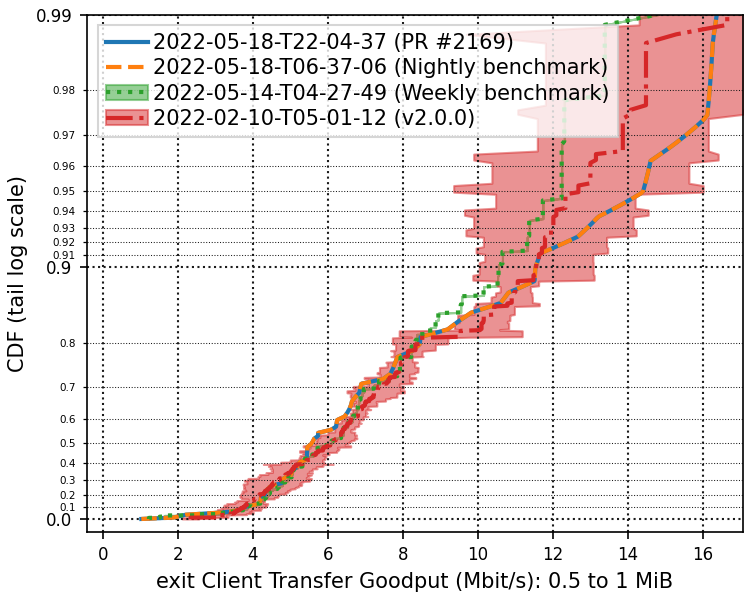 0.99
2022-05-18-T22-04-37 (PR #2169)
2022-05-18-T06-37-06 (Nightly benchmark)
2022-05-14-T04-27-49 (Weekly benchmark)
2022-02-10-T05-01-12 (v2.0.0)
0.98
0.97
0.96
0.95
0.94
0.93
0.92
0.91
0.9
0.8
0.7
0.6
0.5
0.4
0.3
0.2
0.1
0.0
CDF (tail log scale)
0 2 4 6 8 10 12 14 16
exit Client Transfer Goodput (Mbit/s): 0.5 to 1 MiB